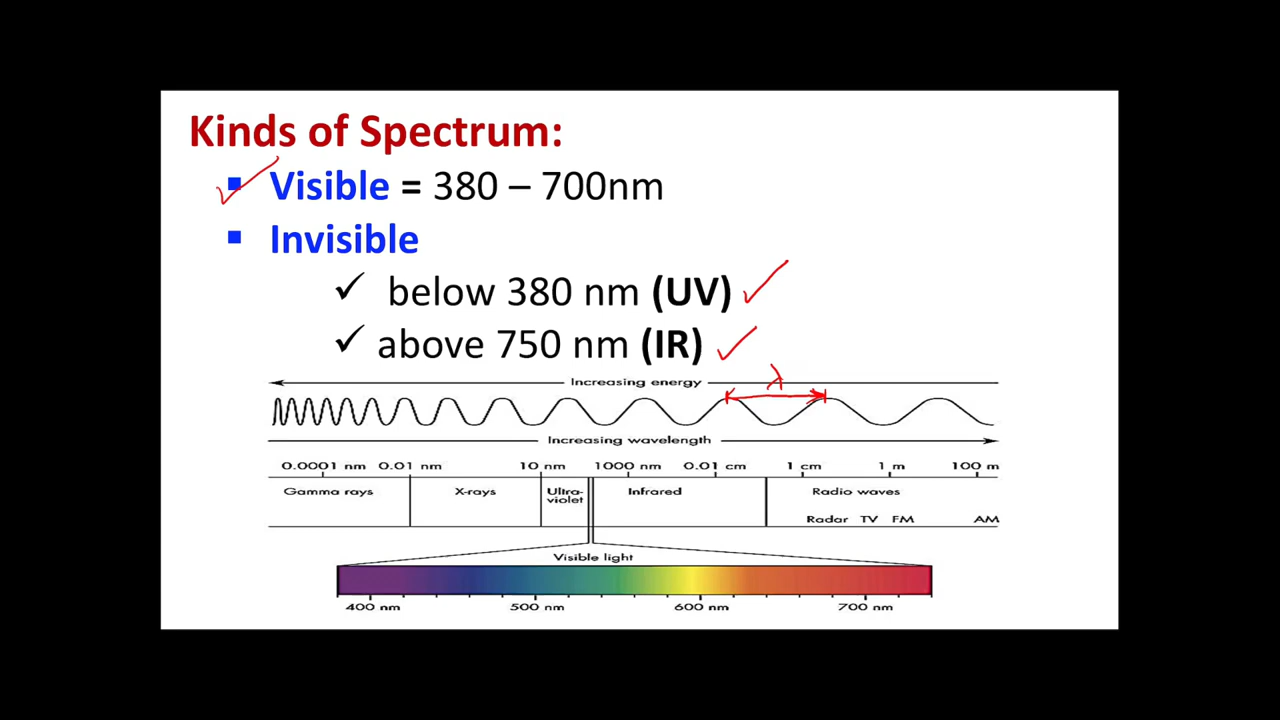 Kinds of Spectrum:
▪ Visible = 380 – 700nm
▪ Invisible
✓ below 380 nm (UV)
✓ above 750 nm (IR)
Increasing energy
λ
Increasing wavelength
0.0001 nm 0.01 nm 10 nm 1000 nm 0.01 cm 1 cm 1 m 100 m
Gamma rays X-rays Ultra- Infrared Radio waves
violet
Radar TV FM AM
Visible light
400 nm 500 nm 600 nm 700 nm